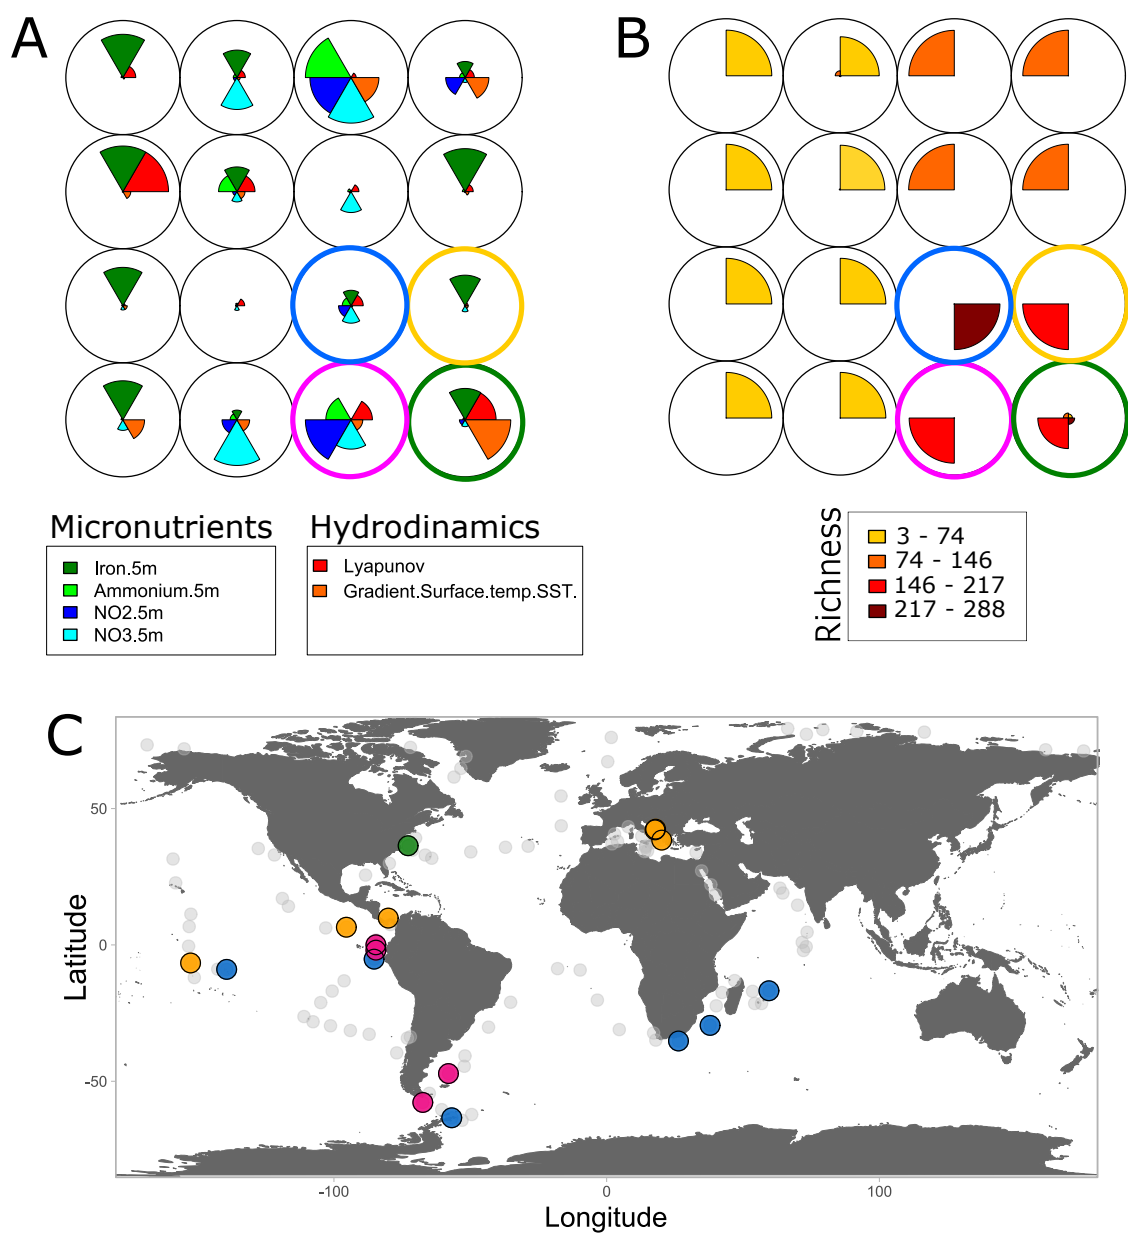 A
B
Micronutrients
Iron.5m
Ammonium.5m
NO2.5m
NO3.5m
Hydrodinamics
Lyapunov
Gradient.Surface.temp.SST.
Richness
3 - 74
74 - 146
146 - 217
217 - 288
C
Latitude
50
0
-50
-100
0
100
Longitude